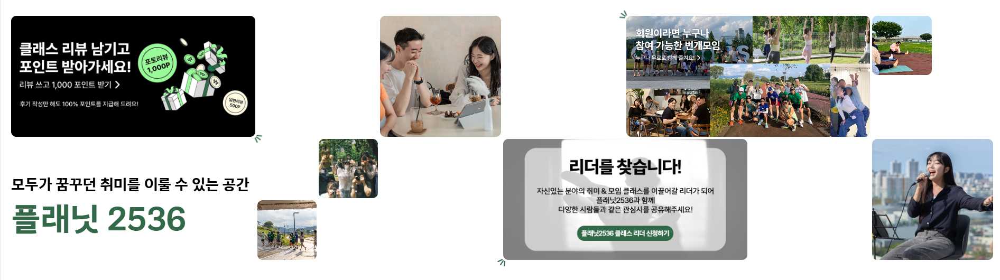 클래스 리뷰 남기고
포인트 받아가세요!
리뷰 쓰고 1,000 포인트 받기 >
후기 작성만 해도 100% 포인트를 지급해 드려요!
포토리뷰
1,000P
₩
₩
₩
₩
일반리뷰
500P
모두가 꿈꾸던 취미를 이룰 수 있는 공간
플래닛 2536
회원이라면 누구나
참여 가능한 번개모임
누구나 무료로 함께 즐겨요! >
리더를 찾습니다!
자신있는 분야의 취미 & 모임 클래스를 이끌어갈 리더가 되어
플래닛2536과 함께
다양한 사람들과 같은 관심사를 공유해주세요!
플래닛2536 클래스 리더 신청하기